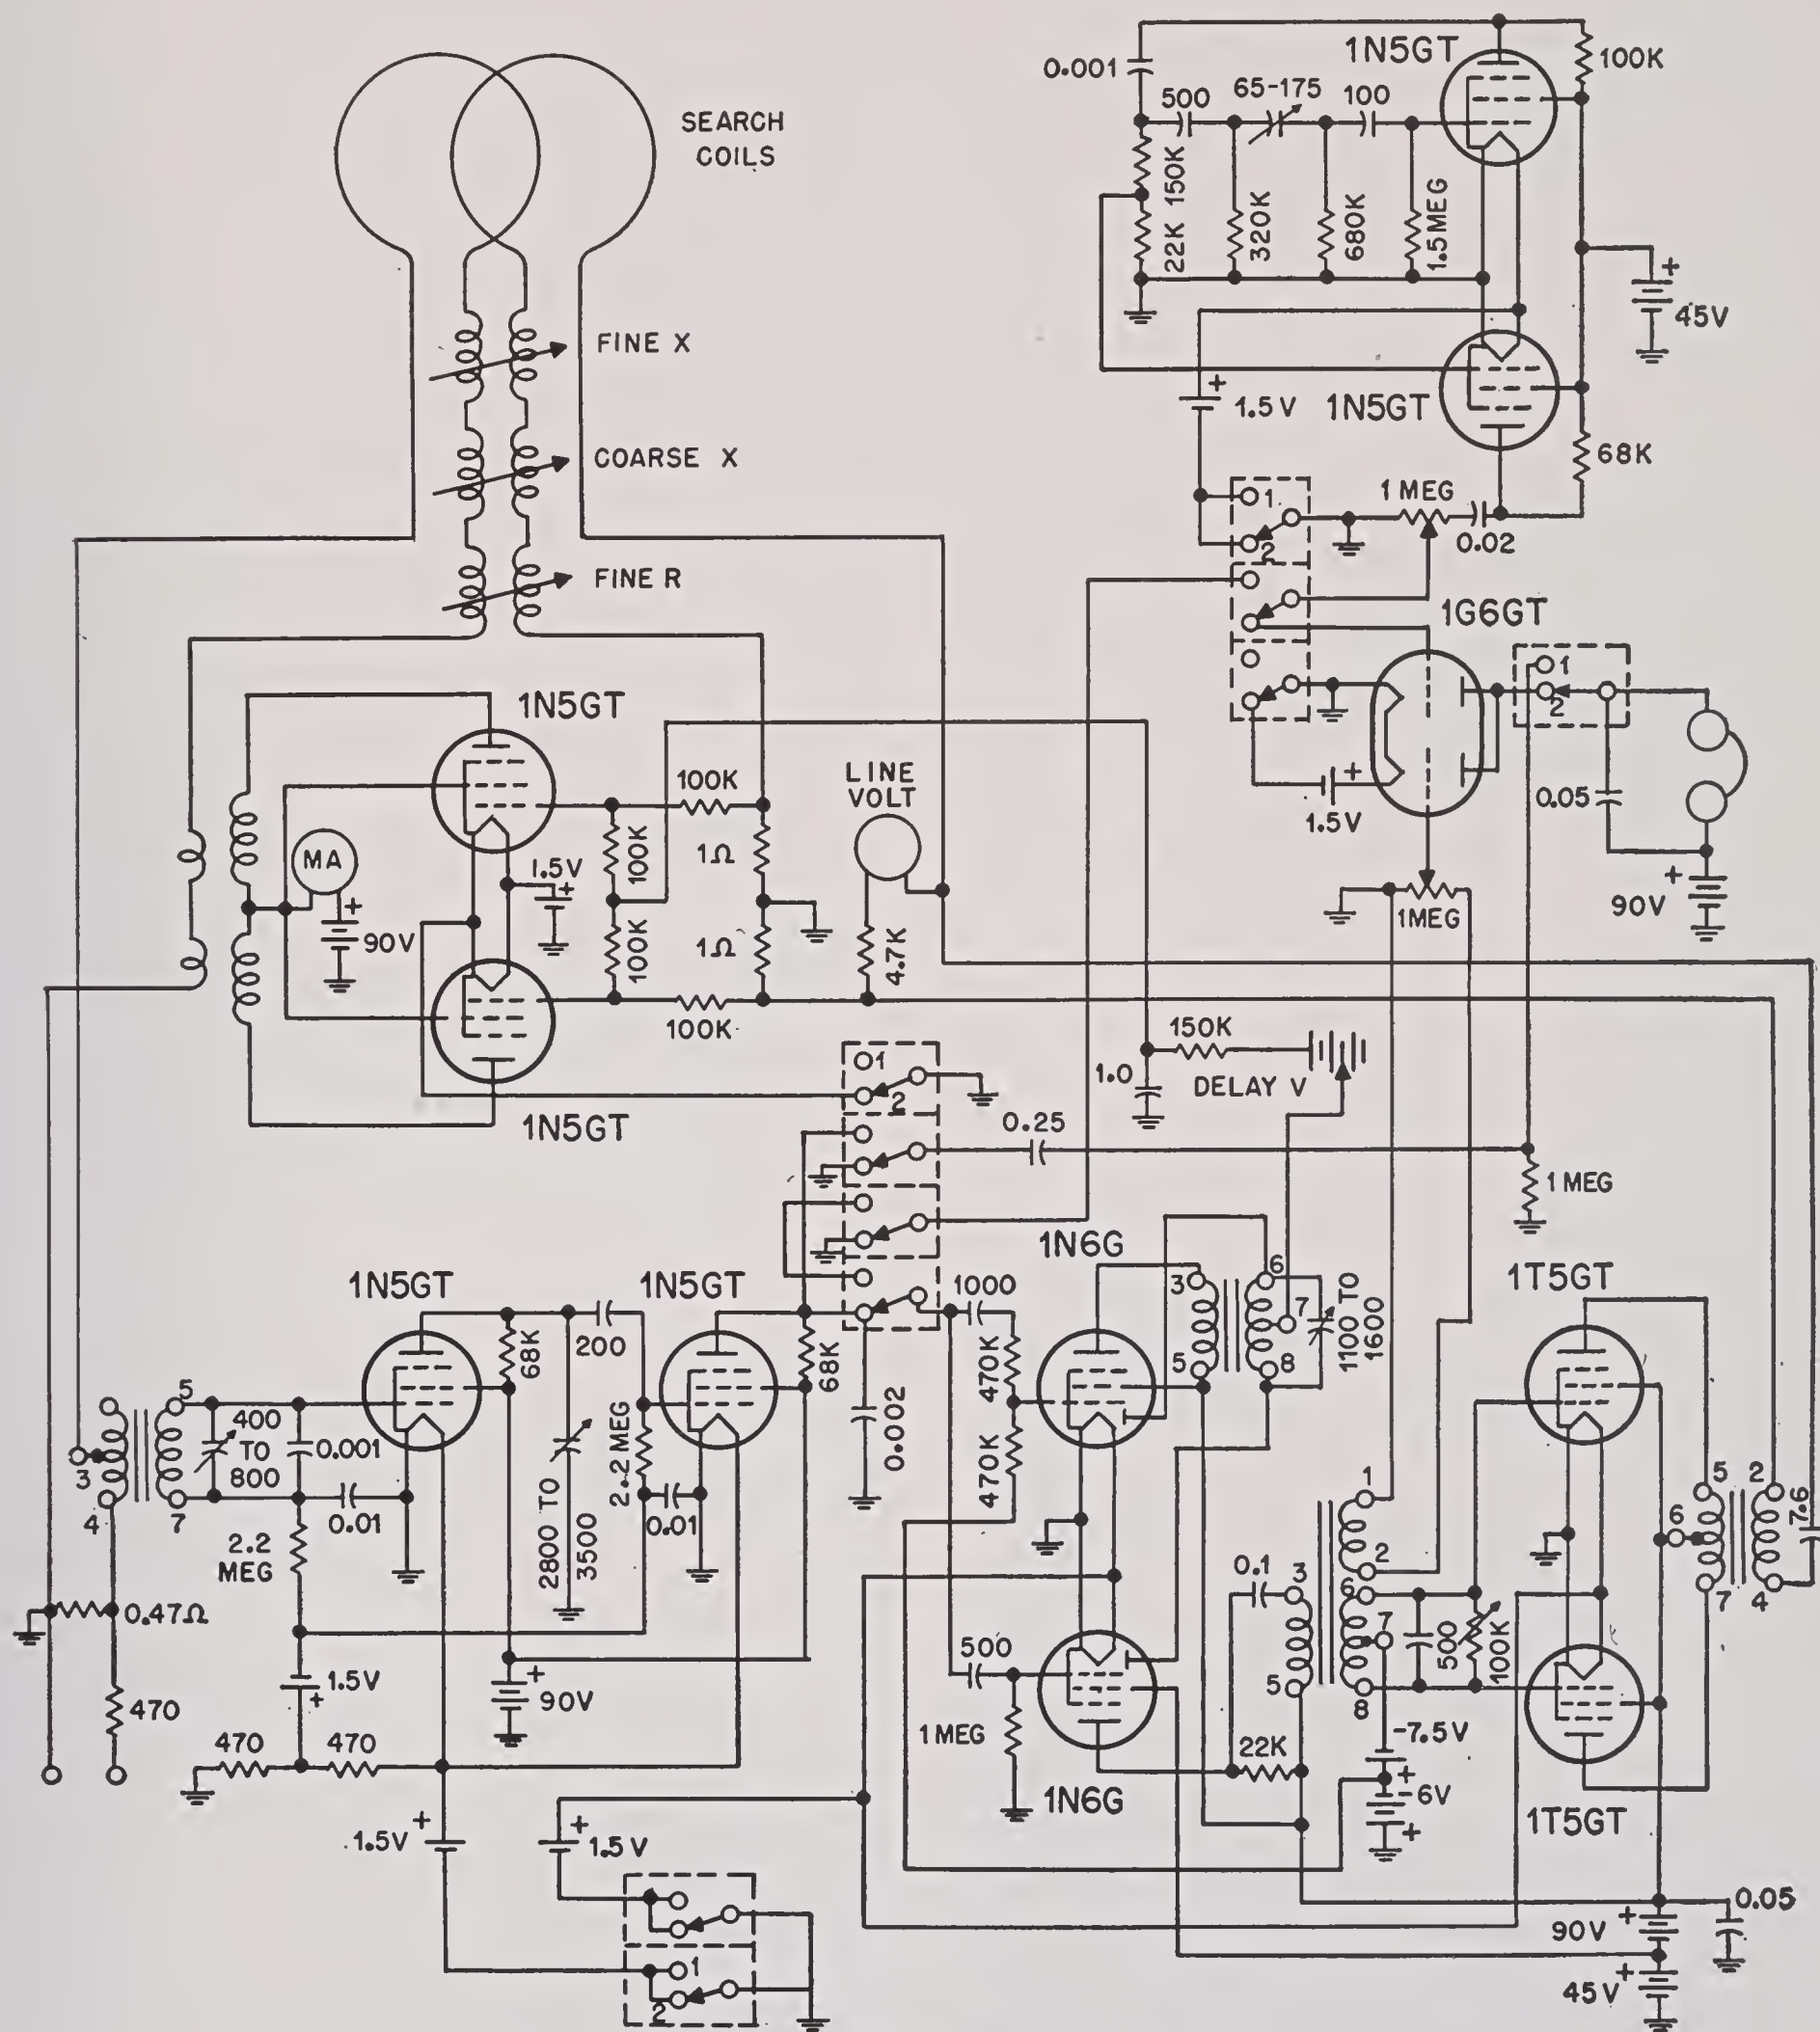 SEARCH
COILS
0.001
500
65-175
100
1N5GT
100K
150K
22K
320K
680K
1.5MEG
+
45V
FINE X
COARSE X
FINE R
+
1.5V
1N5GT
68K
1
2
1 MEG
0.02
1G6GT
1
2
1.5V
+
0.05
1MEG
+
90V
1N5GT
MA
+
90V
1.5V
+
100K
100K
1Ω
100K
1Ω
100K
LINE
VOLT
4.7K
1N5GT
1
2
0.25
150K
1.0
DELAY V
1 MEG
1N5GT
1N5GT
68K
200
68K
0.002
1000
470K
470K
1N6G
3
5
6
7
8
1100 TO
1600
1T5GT
3
4
5
7
400
TO
800
0.001
0.01
2.2
MEG
2800 TO
3500
2.2 MEG
0.01
0.47Ω
470
1.5V
+
470
470
+
90V
500
1 MEG
1N6G
0.1
3
5
22K
1
2
6
7
8
500
100K
-7.5V
+
-6V
+
1T5GT
5
6
7
2
4
7.6
+
1.5V
+
1.5V
1
2
90V
+
0.05
45V
+